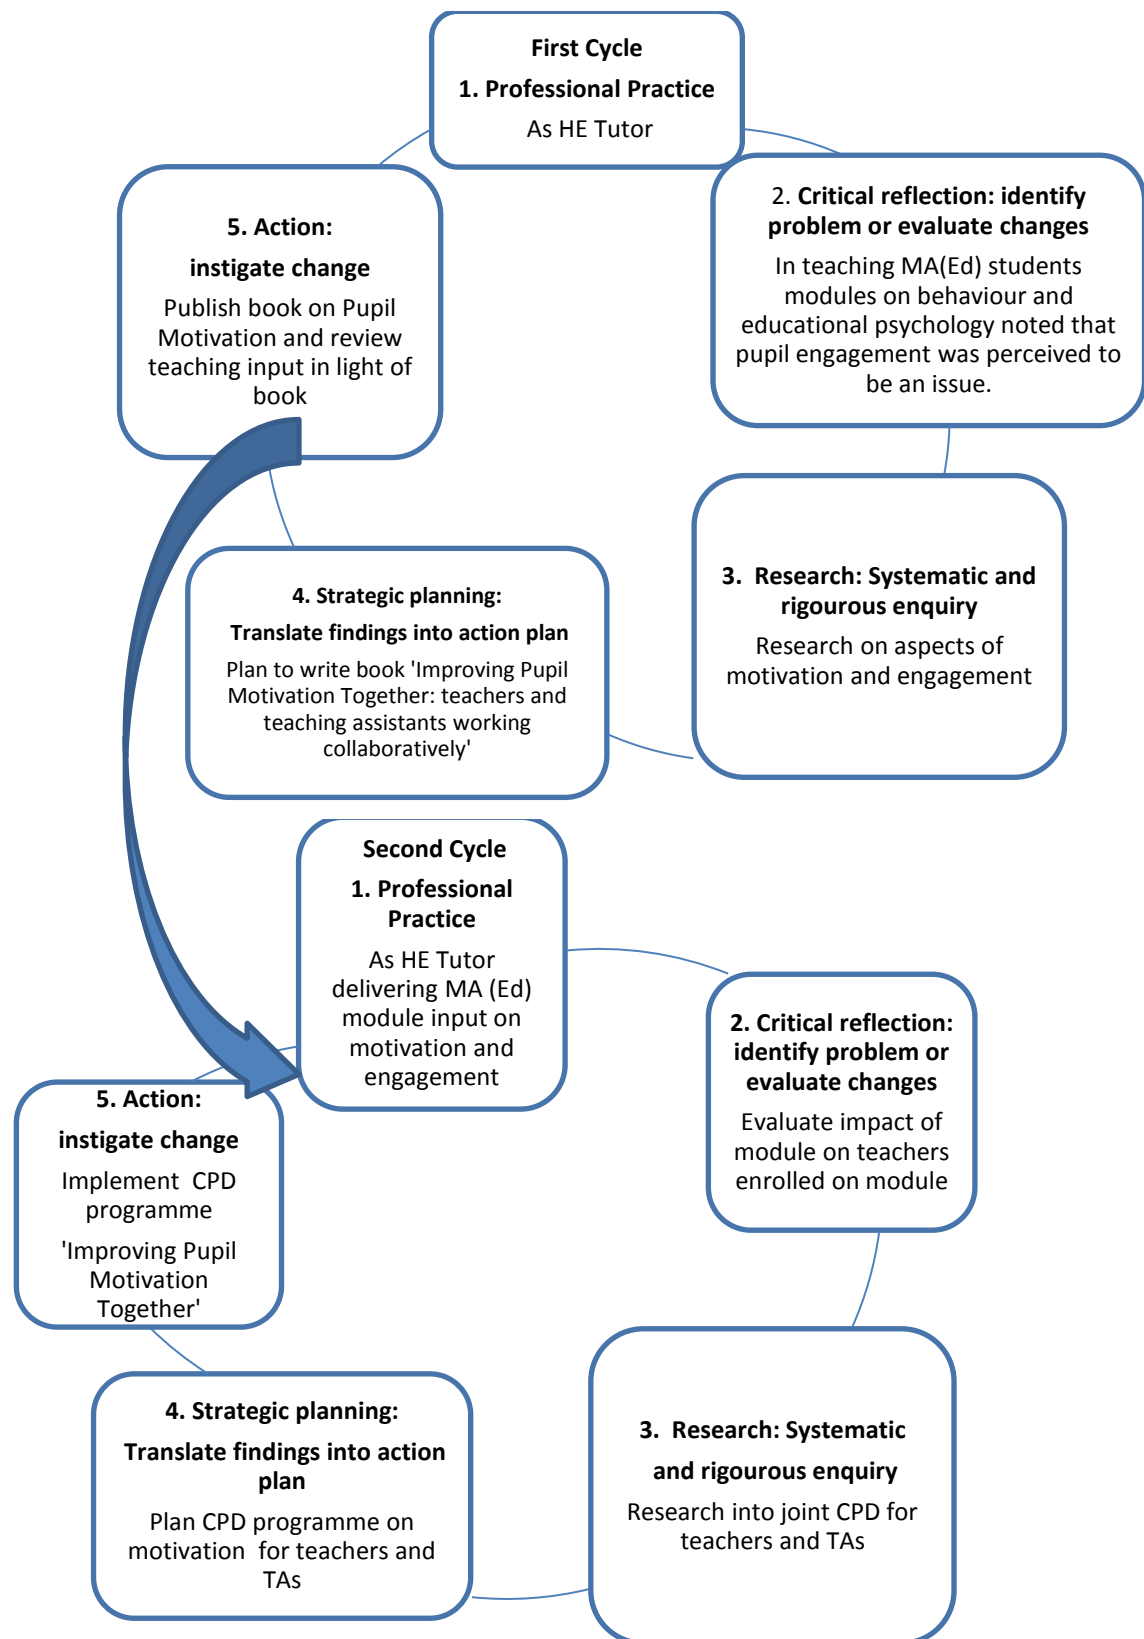 First Cycle
1. Professional Practice
As HE Tutor
2. Critical reflection: identify
problem or evaluate changes
In teaching MA(Ed) students
modules on behaviour and
educational psychology noted that
pupil engagement was perceived to
be an issue.
3. Research: Systematic and
rigourous enquiry
Research on aspects of
motivation and engagement
4. Strategic planning:
Translate findings into action plan
Plan to write book 'Improving Pupil
Motivation Together: teachers and
teaching assistants working
collaboratively'
5. Action:
instigate change
Publish book on Pupil
Motivation and review
teaching input in light of
book
Second Cycle
1. Professional
Practice
As HE Tutor
delivering MA (Ed)
module input on
motivation and
engagement
2. Critical reflection:
identify problem or
evaluate changes
Evaluate impact of
module on teachers
enrolled on module
3. Research: Systematic
and rigourous enquiry
Research into joint CPD for
teachers and TAs
4. Strategic planning:
Translate findings into action
plan
Plan CPD programme on
motivation for teachers and
TAs
5. Action:
instigate change
Implement CPD
programme
'Improving Pupil
Motivation
Together'